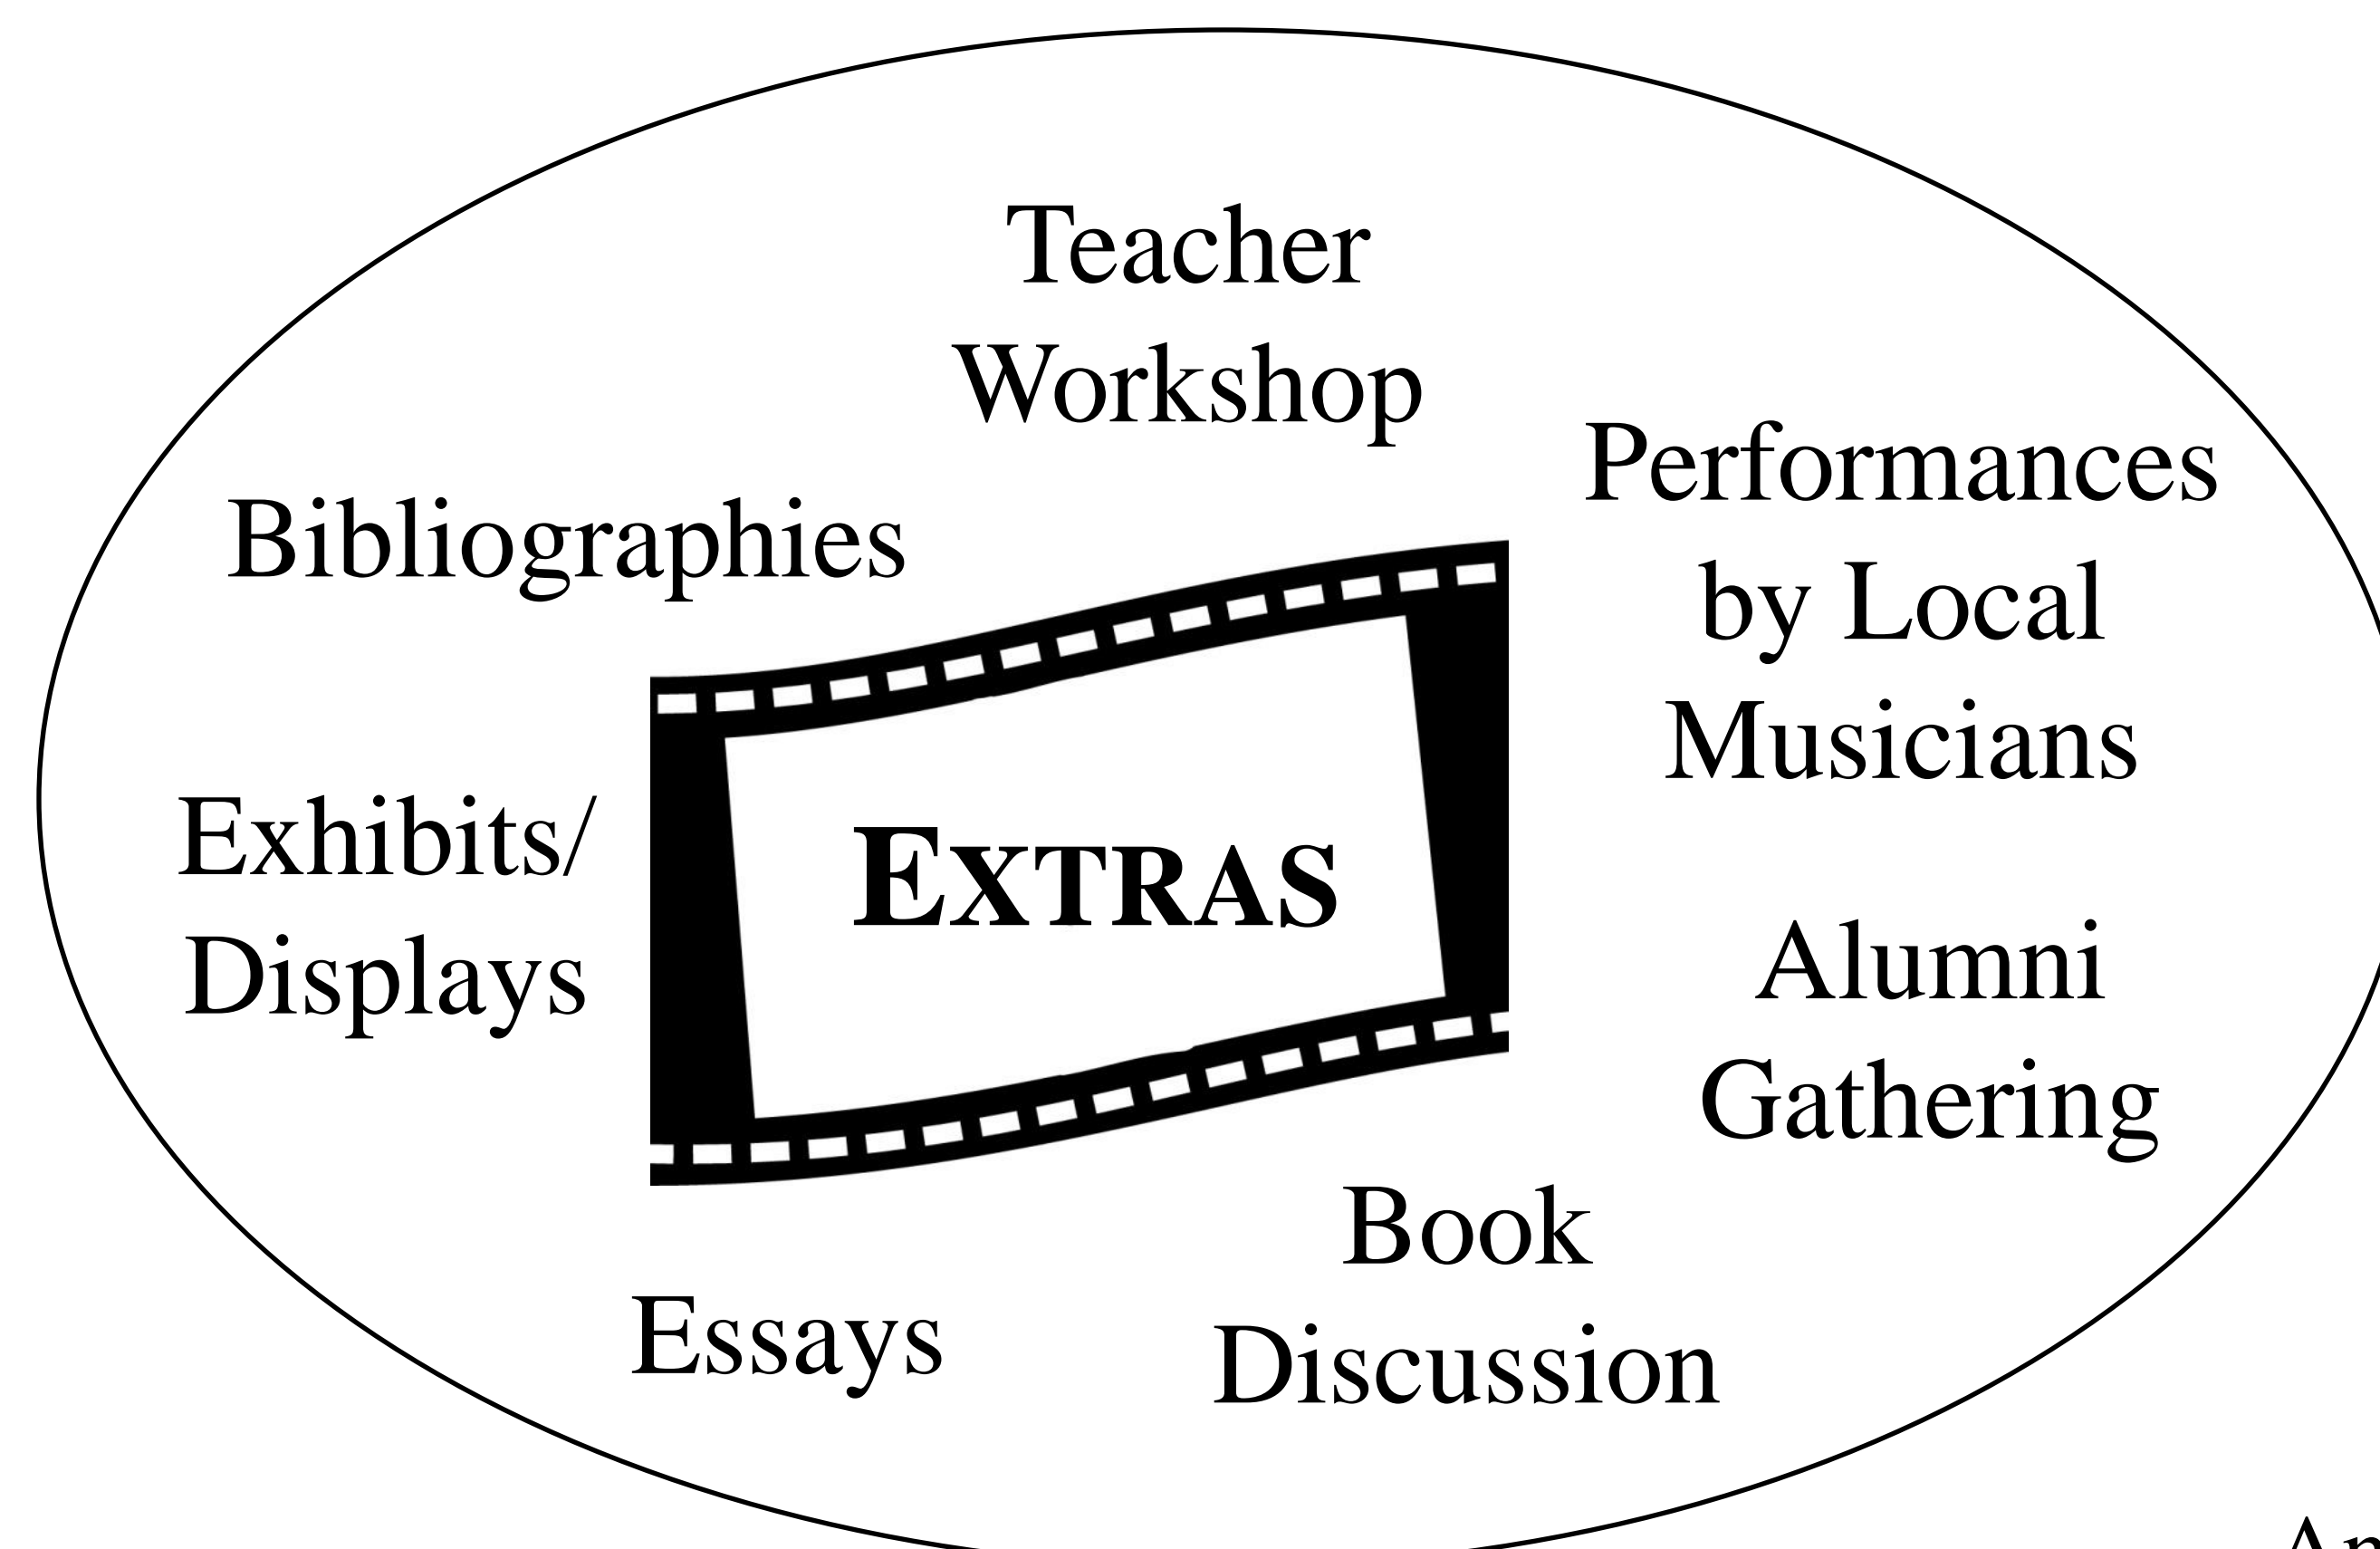 Teacher
Workshop
Performances
by Local
Musicians
Bibliographies
Exhibits/
Displays
EXTRAS
Alumni
Gathering
Book
Discussion
Essays